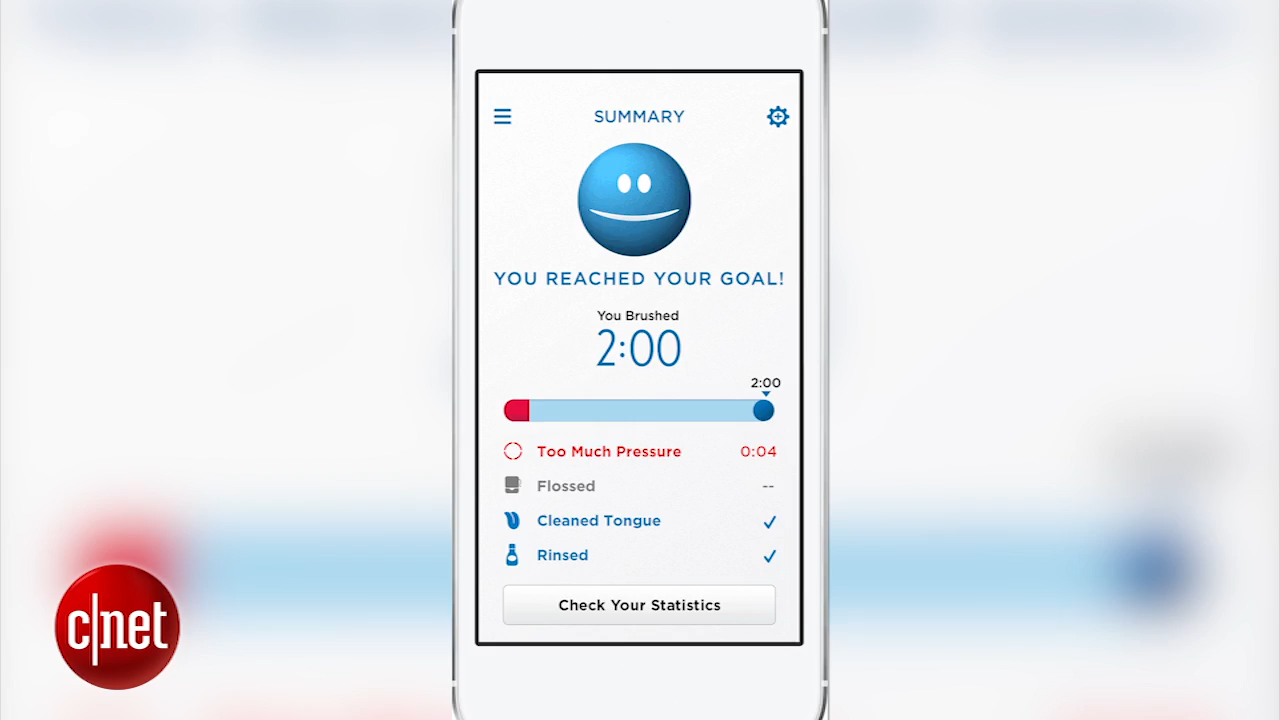 SUMMARY
YOU REACHED YOUR GOAL!
You Brushed
2:00
2:00
Too Much Pressure 0:04
Flossed --
Cleaned Tongue ✓
Rinsed ✓
Check Your Statistics
c|net